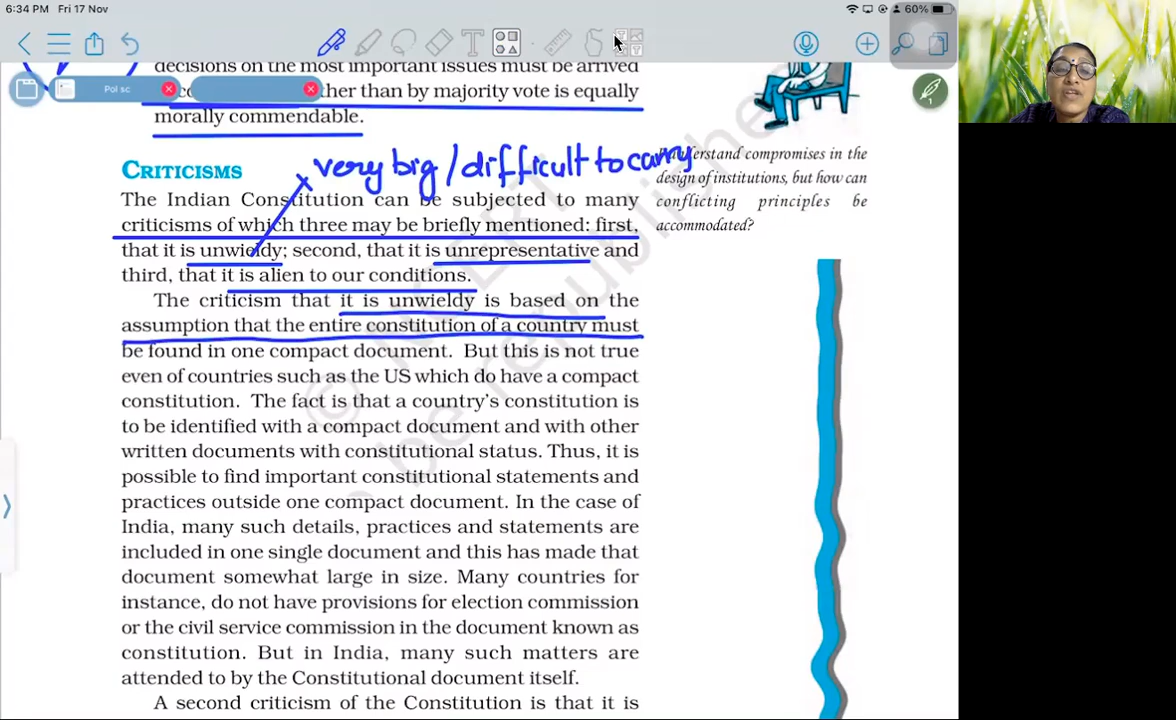 6:34 PM Fri 17 Nov
60%
decisions on the most important issues must be arrived
Pol sc
ther than by majority vote is equally
morally commendable.
1
CRITICISMS
very big / difficult to carry
The Indian Constitution can be subjected to many
criticisms of which three may be briefly mentioned: first,
that it is unwieldy; second, that it is unrepresentative and
third, that it is alien to our conditions.
understand compromises in the
design of institutions, but how can
conflicting principles be
accommodated?
The criticism that it is unwieldy is based on the
assumption that the entire constitution of a country must
be found in one compact document. But this is not true
even of countries such as the US which do have a compact
constitution. The fact is that a country's constitution is
to be identified with a compact document and with other
written documents with constitutional status. Thus, it is
possible to find important constitutional statements and
practices outside one compact document. In the case of
India, many such details, practices and statements are
included in one single document and this has made that
document somewhat large in size. Many countries for
instance, do not have provisions for election commission
or the civil service commission in the document known as
constitution. But in India, many such matters are
attended to by the Constitutional document itself.
A second criticism of the Constitution is that it is